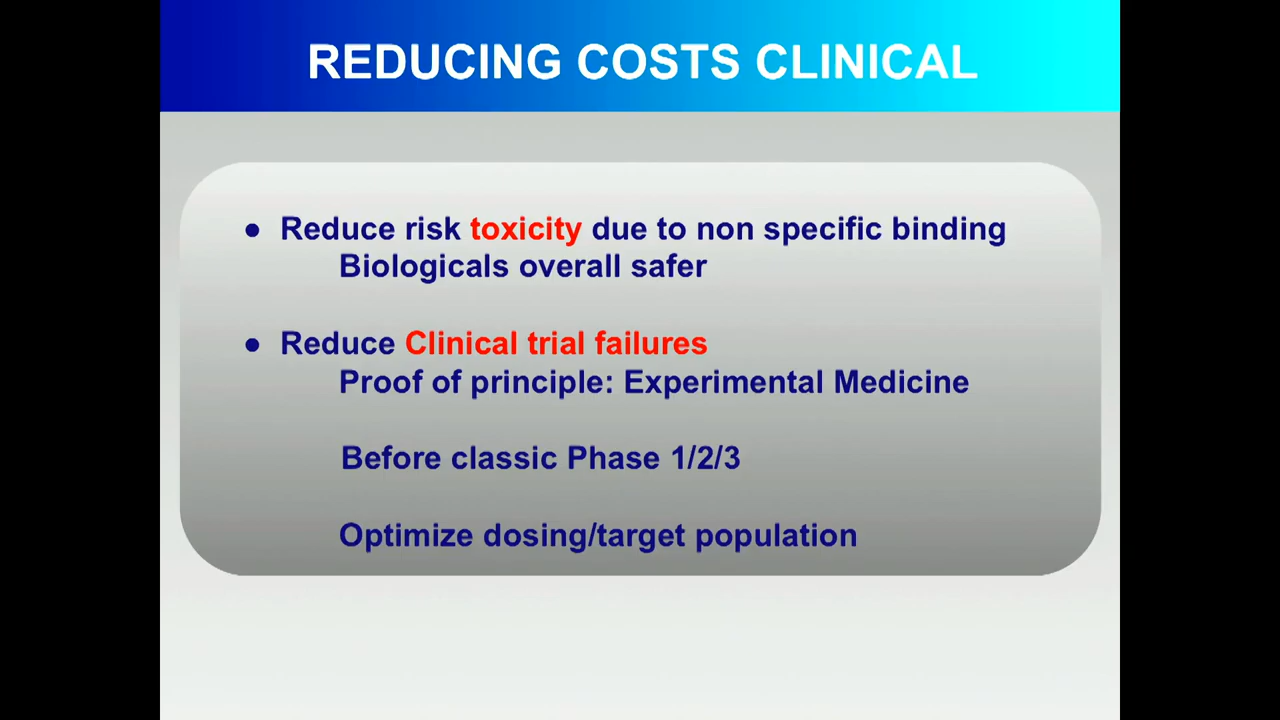 REDUCING COSTS CLINICAL
● Reduce risk toxicity due to non specific binding
Biologicals overall safer
● Reduce Clinical trial failures
Proof of principle: Experimental Medicine
Before classic Phase 1/2/3
Optimize dosing/target population